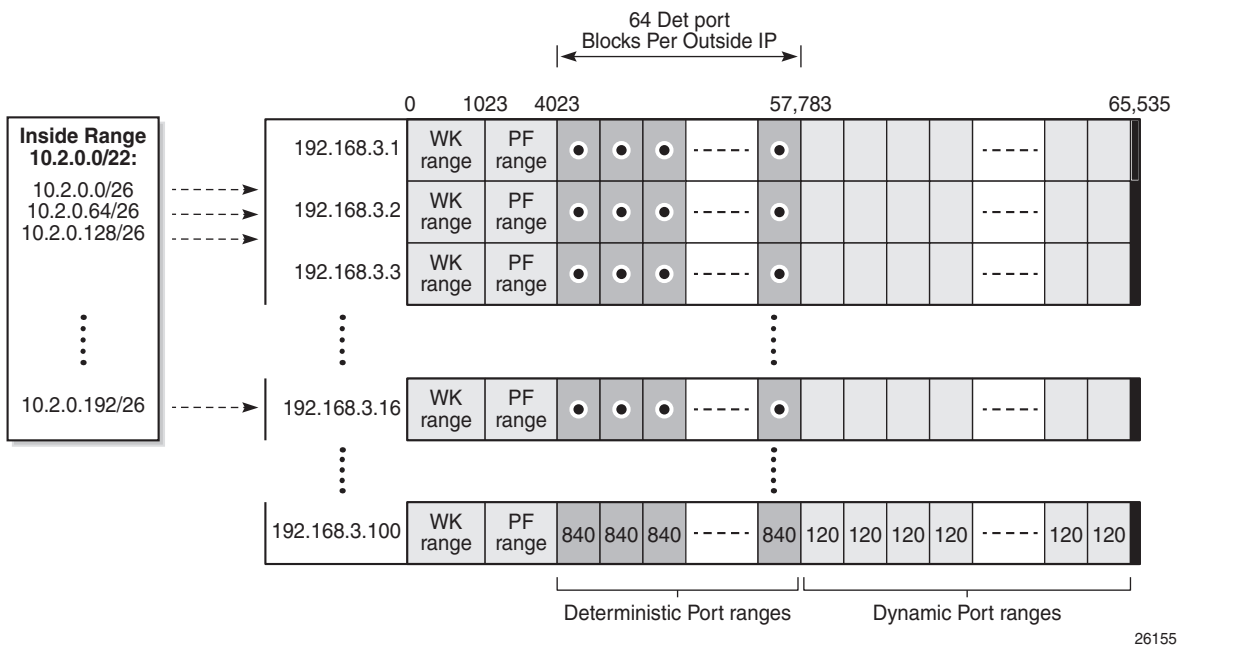 64 Det port
Blocks Per Outside IP
0 1023 4023 57,783 65,535
Inside Range
10.2.0.0/22:
10.2.0.0/26
10.2.0.64/26
10.2.0.128/26
10.2.0.192/26
192.168.3.1 WK range PF range
192.168.3.2 WK range PF range
192.168.3.3 WK range PF range
192.168.3.16 WK range PF range
192.168.3.100 WK range PF range 840 840 840 840 120 120 120 120 120 120
Deterministic Port ranges Dynamic Port ranges
26155